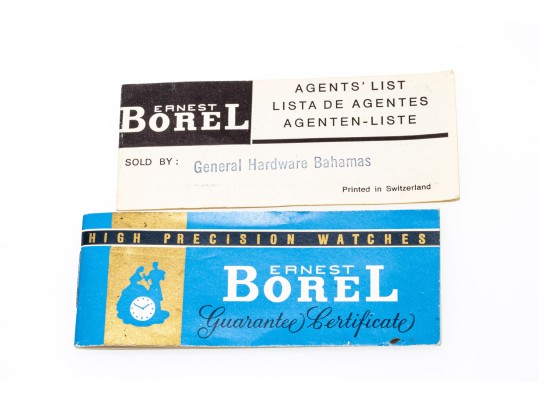 ERNEST
BOREL
AGENTS' LIST
LISTA DE AGENTES
AGENTEN-LISTE
SOLD BY: General Hardware Bahamas
Printed in Switzerland
HIGH PRECISION WATCHES
ERNEST
BOREL
Guarantee Certificate